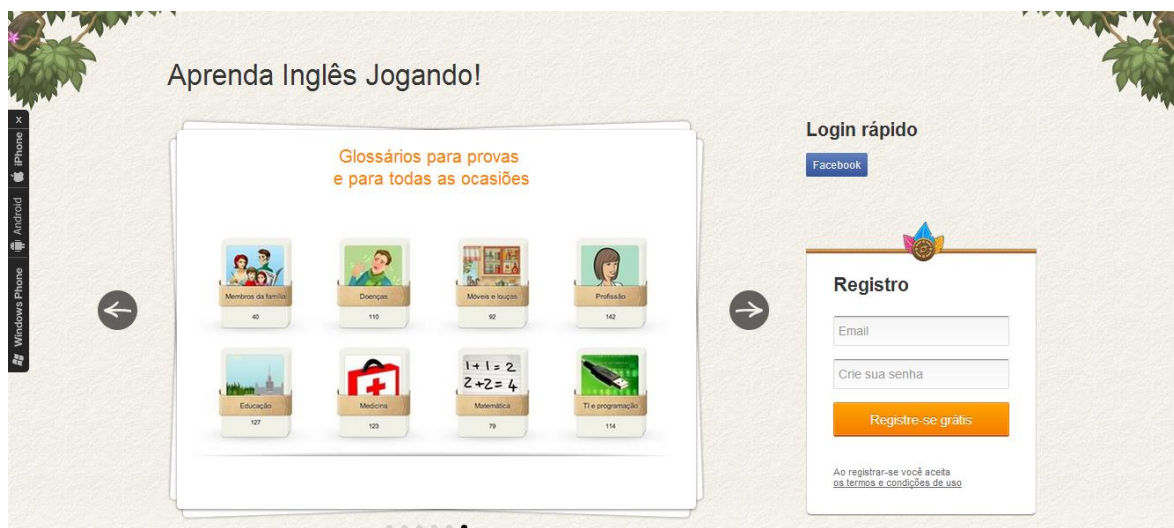 Aprenda Inglês Jogando!
x
iPhone
Android
Windows Phone
Glossários para provas
e para todas as ocasiões
Membros da família
40
Doenças
110
Móveis e louças
92
Profissão
142
Educação
127
Medicina
123
1+1=2
2+2=4
Matemática
79
TI e programação
114
Login rápido
Facebook
Registro
Email
Crie sua senha
Registre-se grátis
Ao registrar-se você aceita
os termos e condições de uso